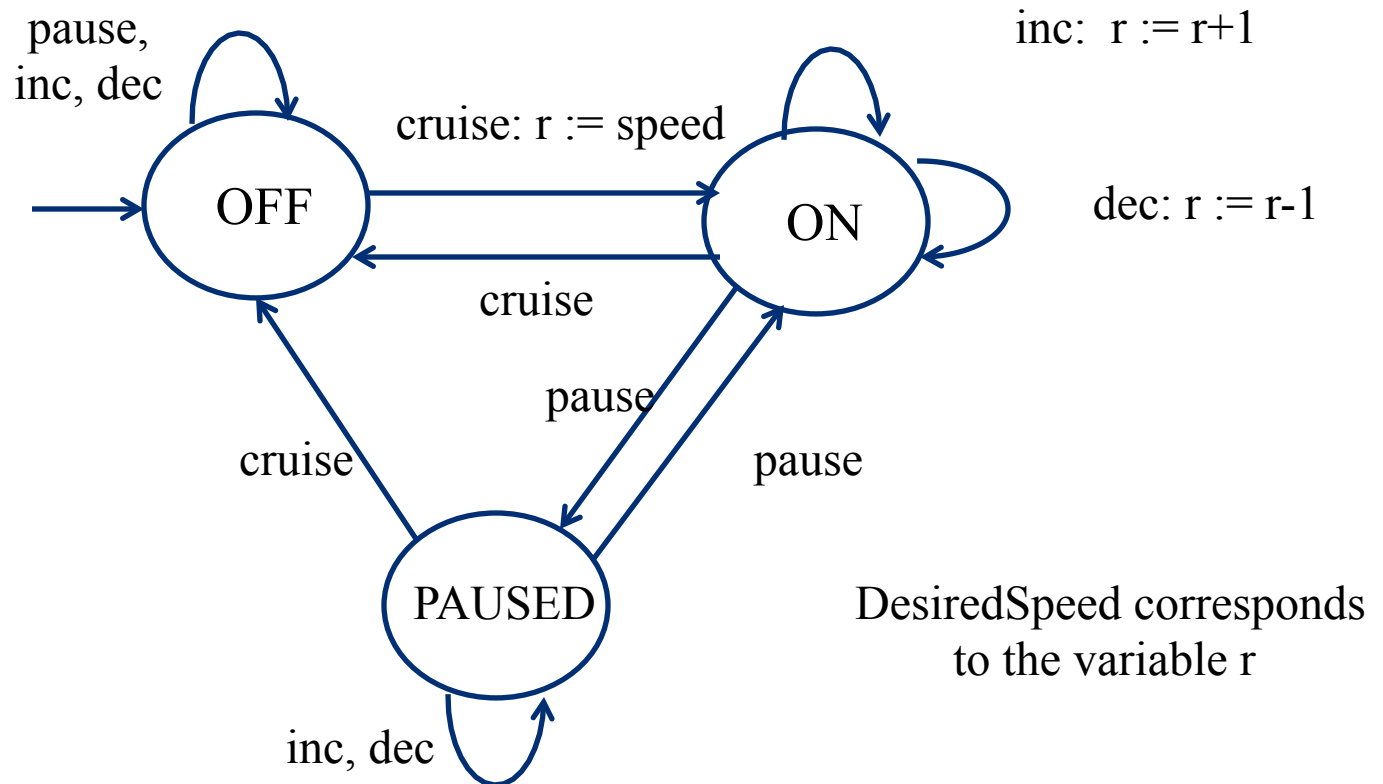 pause,
inc, dec
inc:  r := r+1
cruise: r := speed
OFF
ON
dec: r := r-1
cruise
pause
cruise
pause
PAUSED
DesiredSpeed corresponds
to the variable r
inc, dec